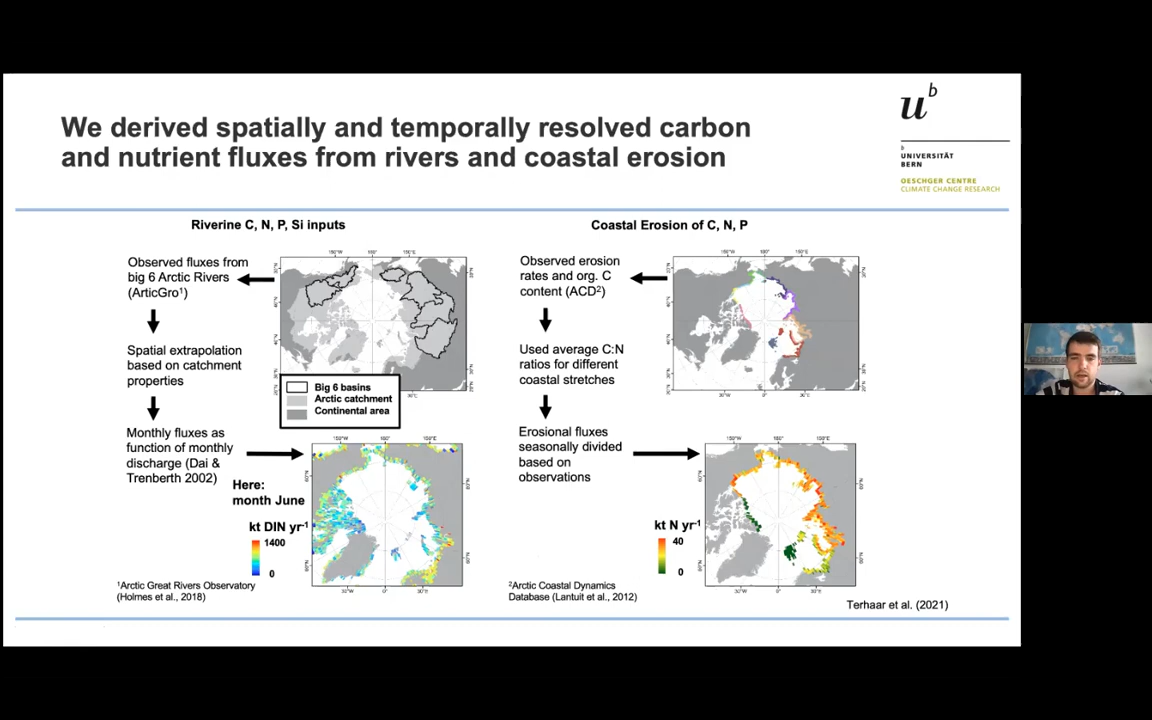 We derived spatially and temporally resolved carbon
and nutrient fluxes from rivers and coastal erosion
u b
b
UNIVERSITÄT
BERN
OESCHGER CENTRE
CLIMATE CHANGE RESEARCH
Riverine C, N, P, Si inputs
Observed fluxes from
big 6 Arctic Rivers
(ArticGro1)
Spatial extrapolation
based on catchment
properties
Monthly fluxes as
function of monthly
discharge (Dai &
Trenberth 2002)
Big 6 basins
Arctic catchment
Continental area
Here:
month June
kt DIN yr-1
1400
0
1Arctic Great Rivers Observatory
(Holmes et al., 2018)
Coastal Erosion of C, N, P
Observed erosion
rates and org. C
content (ACD2)
Used average C:N
ratios for different
coastal stretches
Erosional fluxes
seasonally divided
based on
observations
kt N yr-1
40
0
2Arctic Coastal Dynamics
Database (Lantuit et al., 2012)
Terhaar et al. (2021)